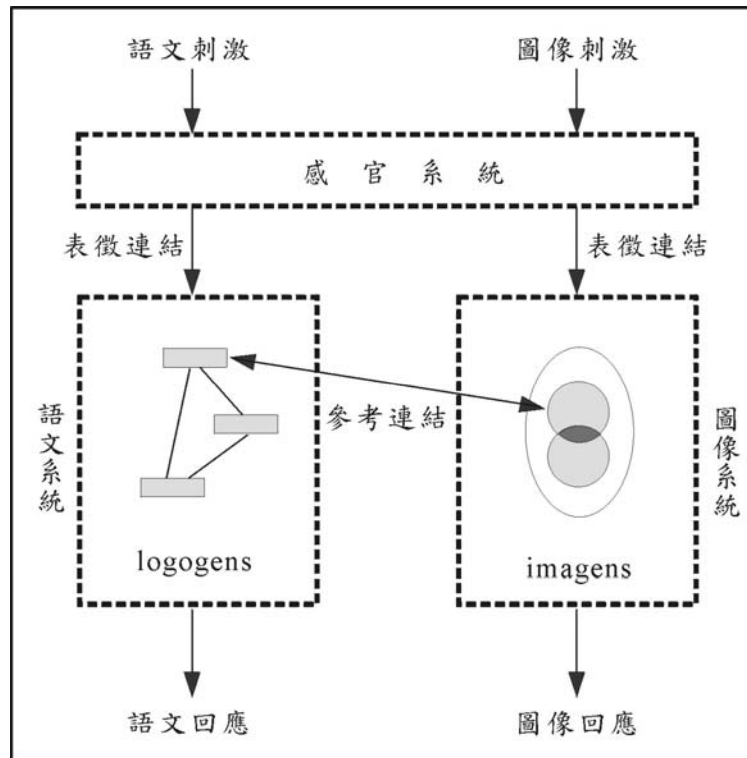 語文刺激
圖像刺激
感官系統
表徵連結
表徵連結
語文系統
參考連結
圖像系統
logogens
imagens
語文回應
圖像回應